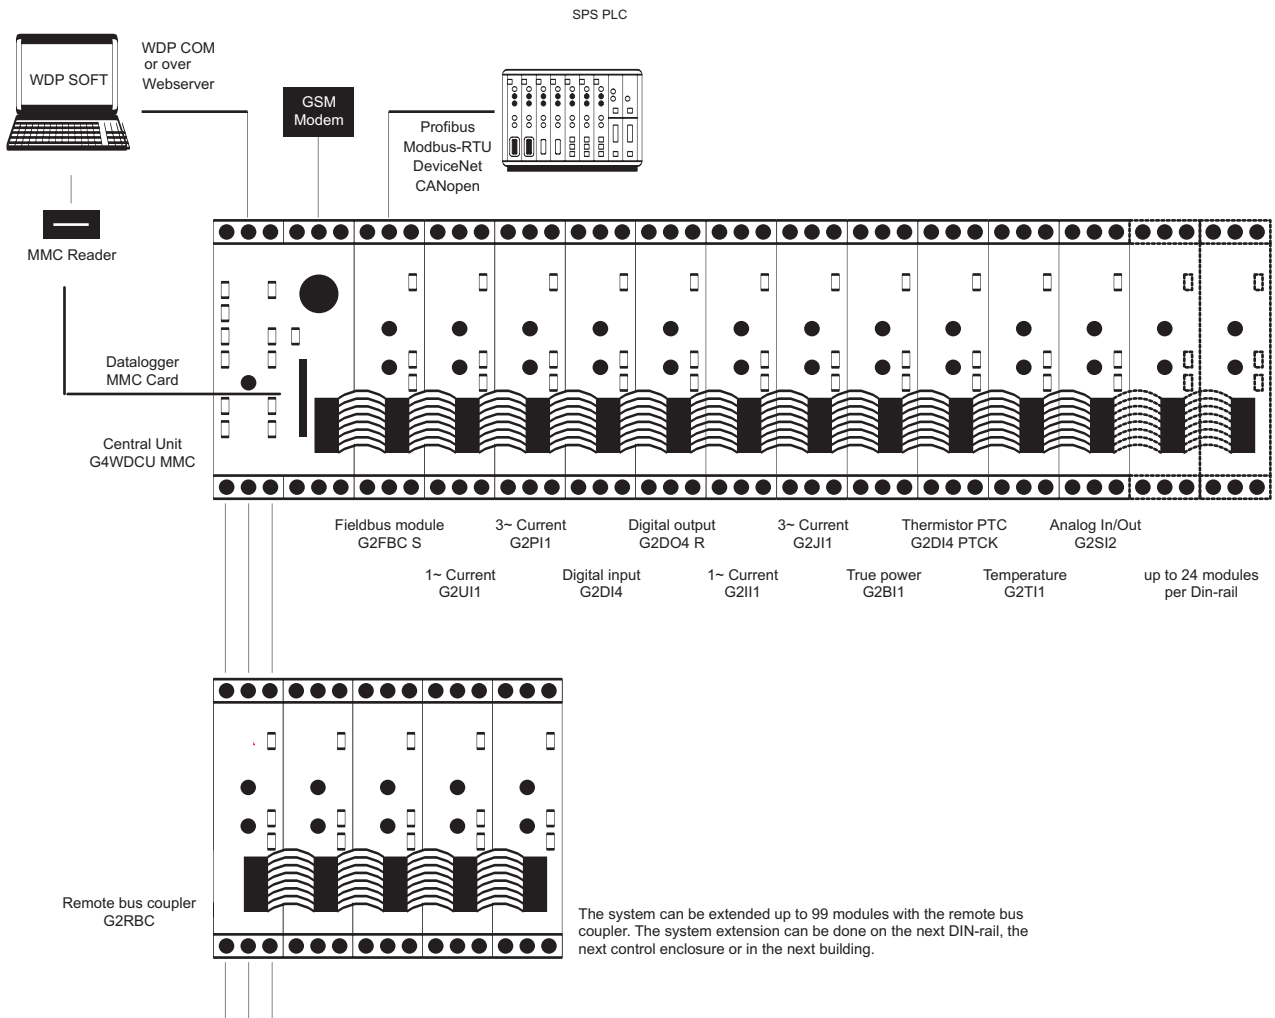 SPS PLC
WDP SOFT
WDP COM
or over
Webserver
GSM
Modem
Profibus
Modbus-RTU
DeviceNet
CANopen
MMC Reader
Datalogger
MMC Card
Central Unit
G4WDCU MMC
Fieldbus module
G2FBC S
3~ Current
G2PI1
Digital output
G2DO4 R
3~ Current
G2JI1
Thermistor PTC
G2DI4 PTCK
Analog In/Out
G2SI2
1~ Current
G2UI1
Digital input
G2DI4
1~ Current
G2II1
True power
G2BI1
Temperature
G2TI1
up to 24 modules
per Din-rail
Remote bus coupler
G2RBC
The system can be extended up to 99 modules with the remote bus
coupler. The system extension can be done on the next DIN-rail, the
next control enclosure or in the next building.